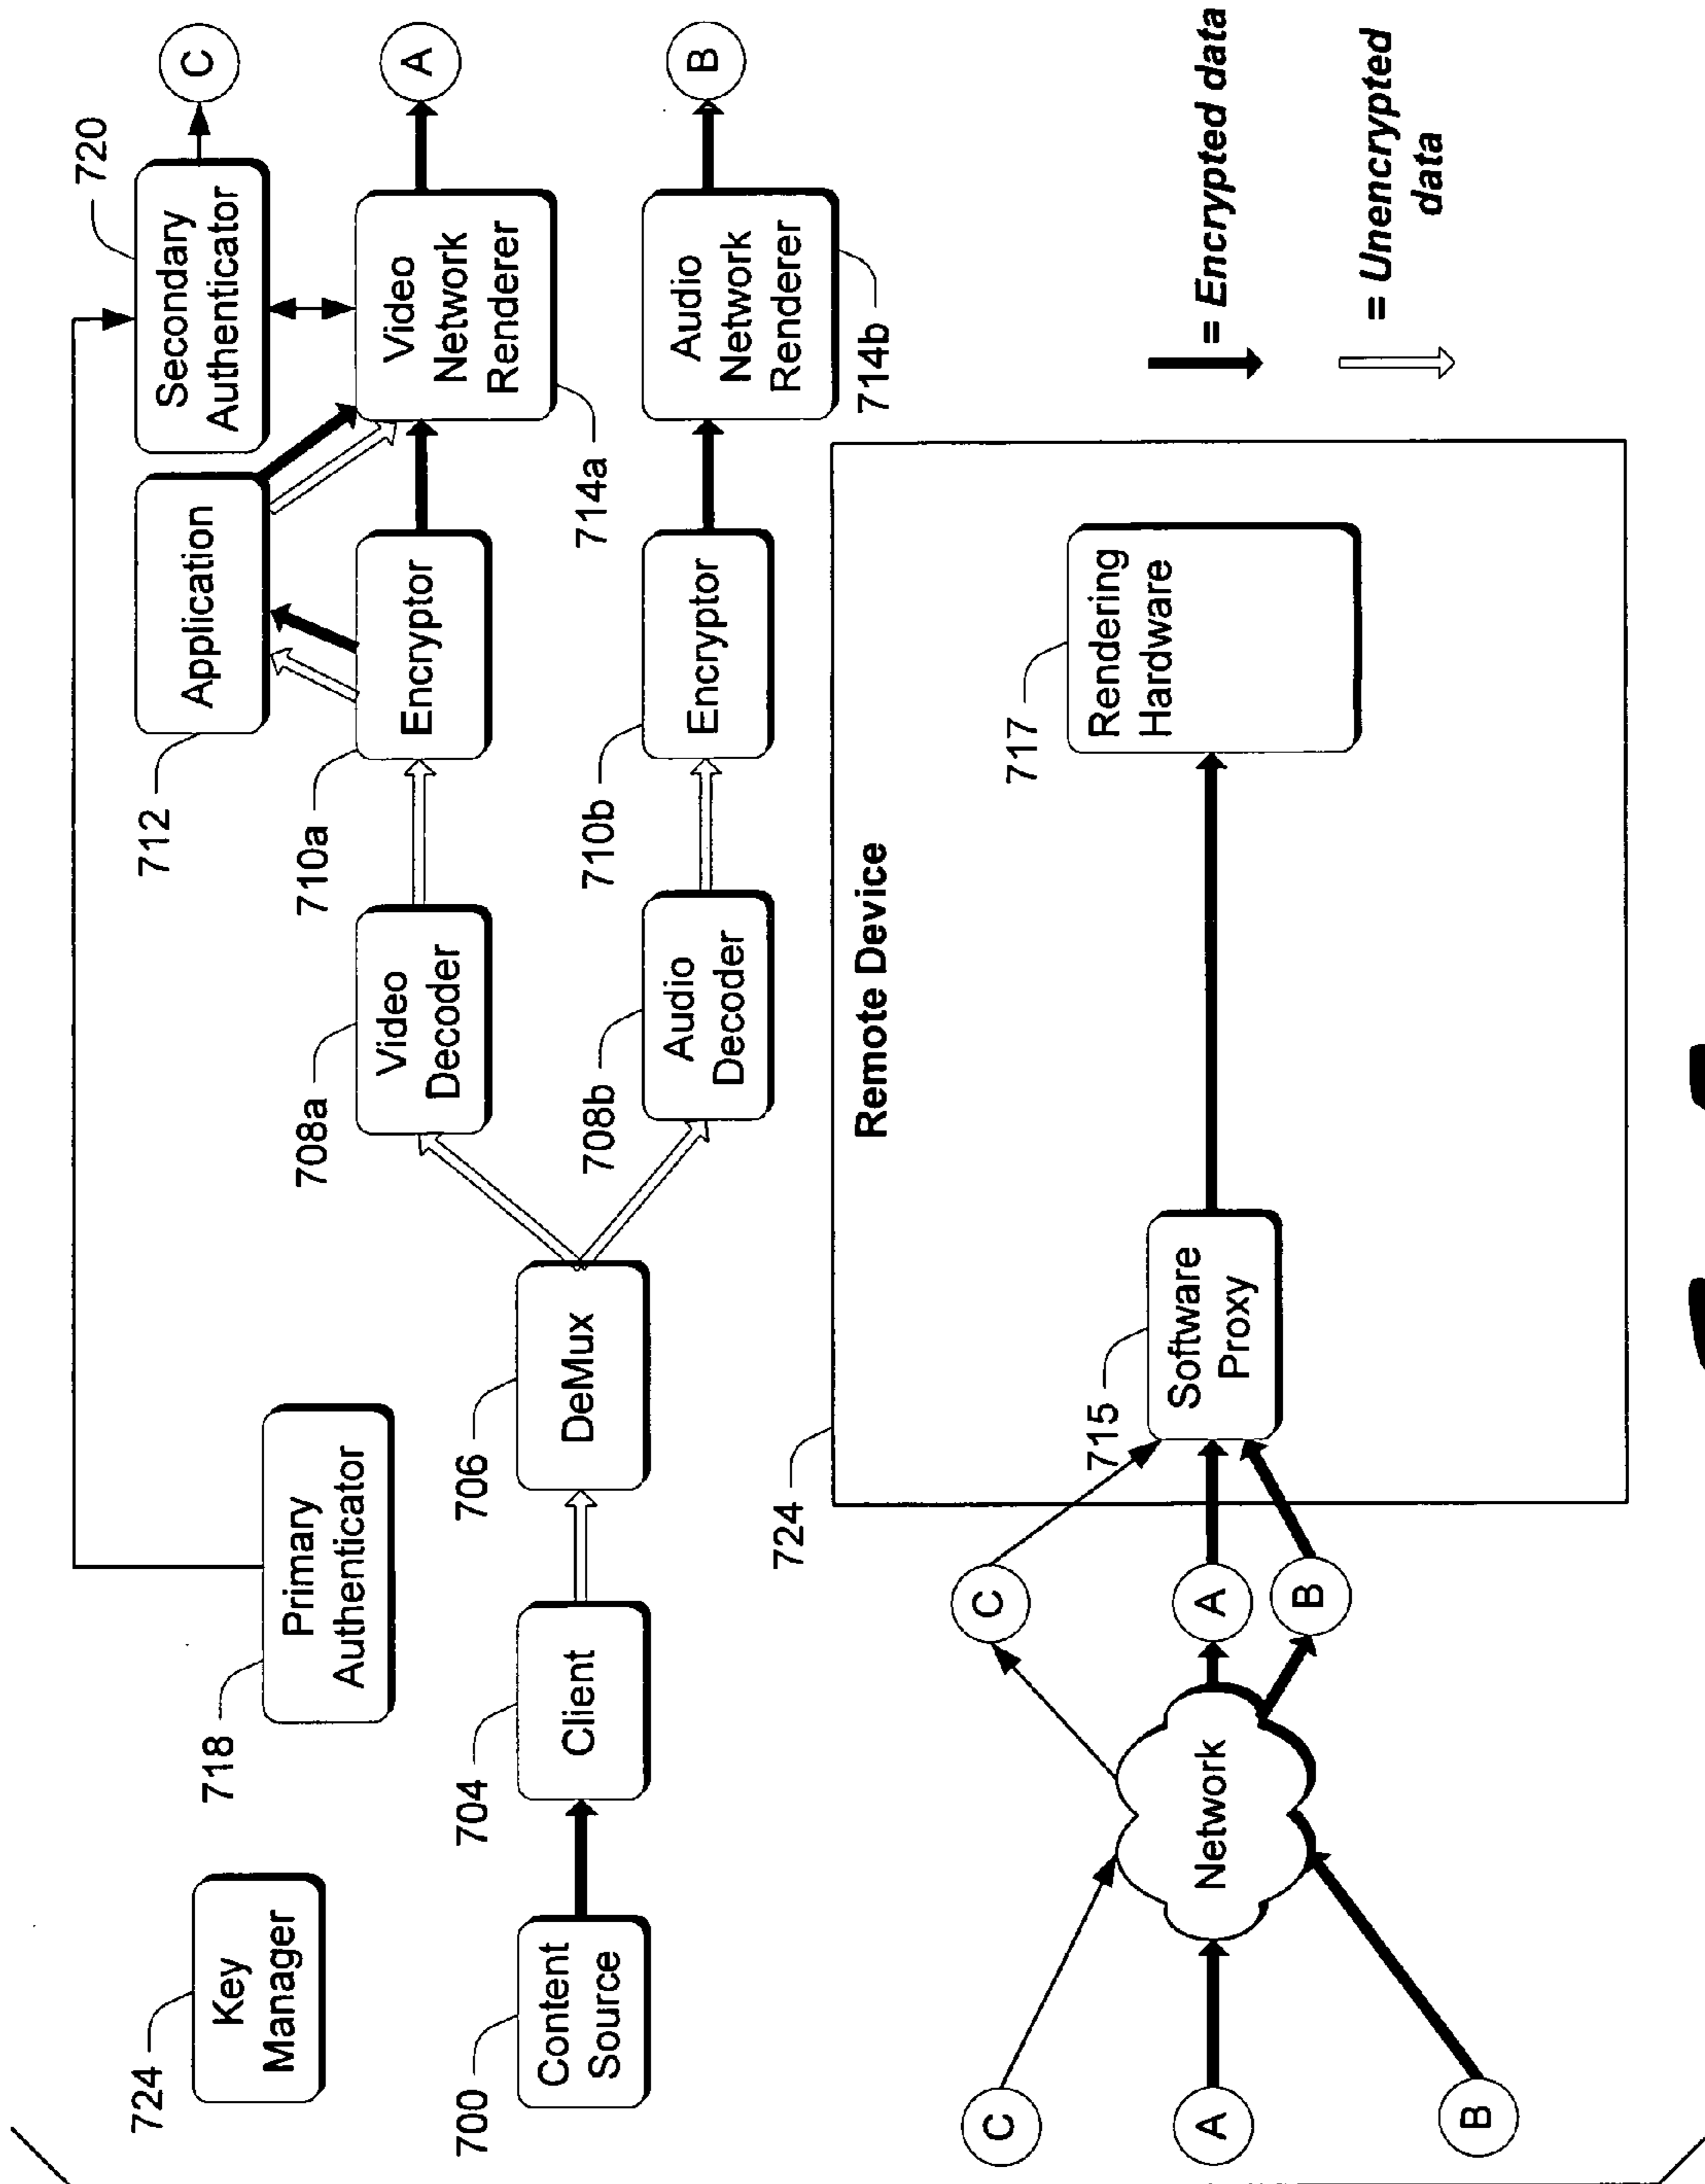 720
Secondary
Authenticator
C
712
Application
718
Primary
Authenticator
724
Key
Manager
700
Content
Source
704
Client
706
DeMux
708a
Video
Decoder
710a
Encryptor
714a
Video
Network
Renderer
A
708b
Audio
Decoder
710b
Encryptor
714b
Audio
Network
Renderer
B
724
Remote Device
C
A
B
Network
C
A
B
715
Software
Proxy
717
Rendering
Hardware
= Encrypted data
= Unencrypted
data